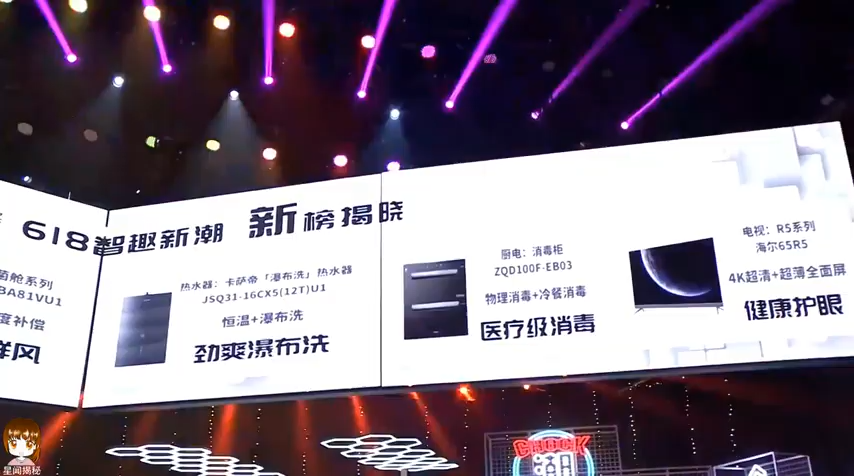 618智趣新潮 新榜揭晓
菌舱系列
BA81VU1
度补偿
鲜风
热水器：卡萨帝「瀑布洗」热水器
JSQ31-16CX5(12T)U1
恒温+瀑布洗
劲爽瀑布洗
厨电：消毒柜
ZQD100F-EB03
物理消毒+冷餐消毒
医疗级消毒
电视：R5系列
海尔65R5
4K超清+超薄全面屏
健康护眼
CHOCK
潮
星闻揭秘